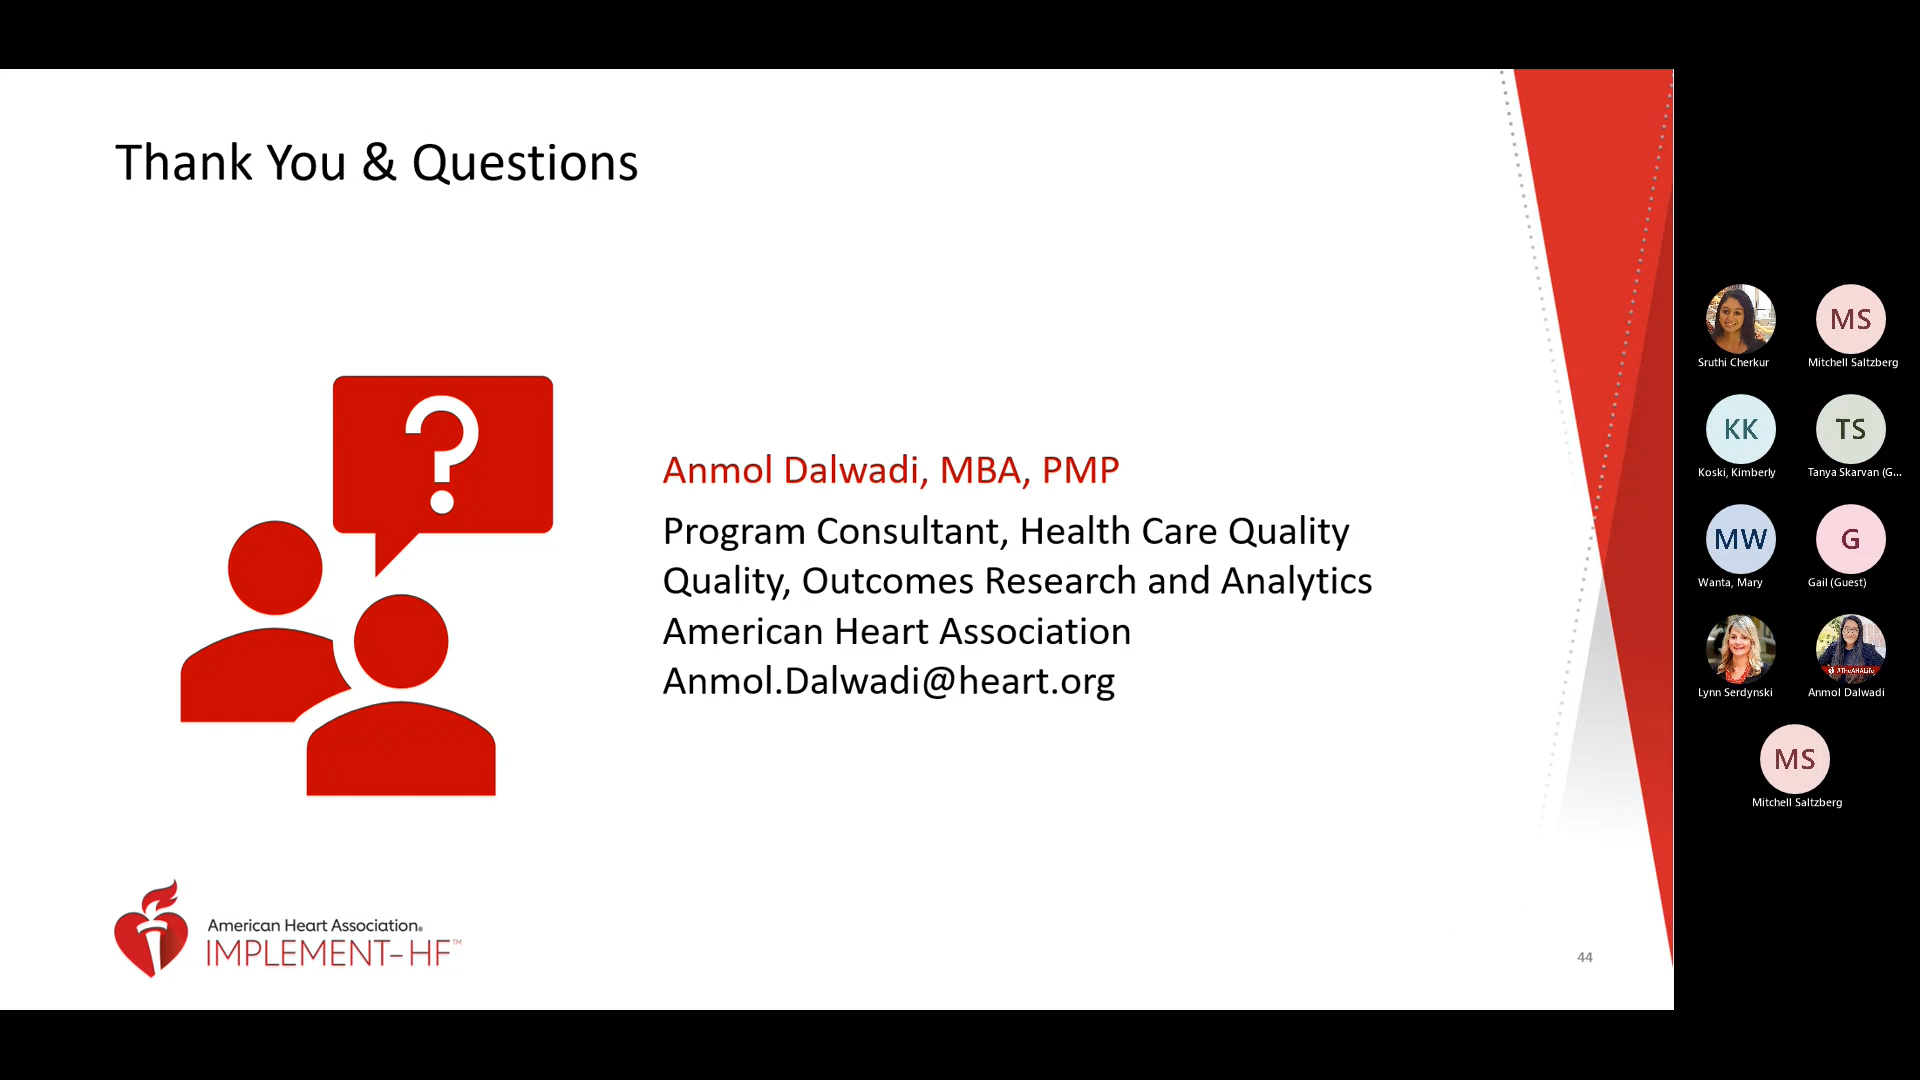 Thank You & Questions
?
Anmol Dalwadi, MBA, PMP
Program Consultant, Health Care Quality
Quality, Outcomes Research and Analytics
American Heart Association
Anmol.Dalwadi@heart.org
American Heart Association®
IMPLEMENT-HF™
44
Sruthi Cherkur
MS
Mitchell Saltzberg
KK
Koski, Kimberly
TS
Tanya Skarvan (G...
MW
Wanta, Mary
G
Gail (Guest)
Lynn Serdynski
#TheAHALife
Anmol Dalwadi
MS
Mitchell Saltzberg